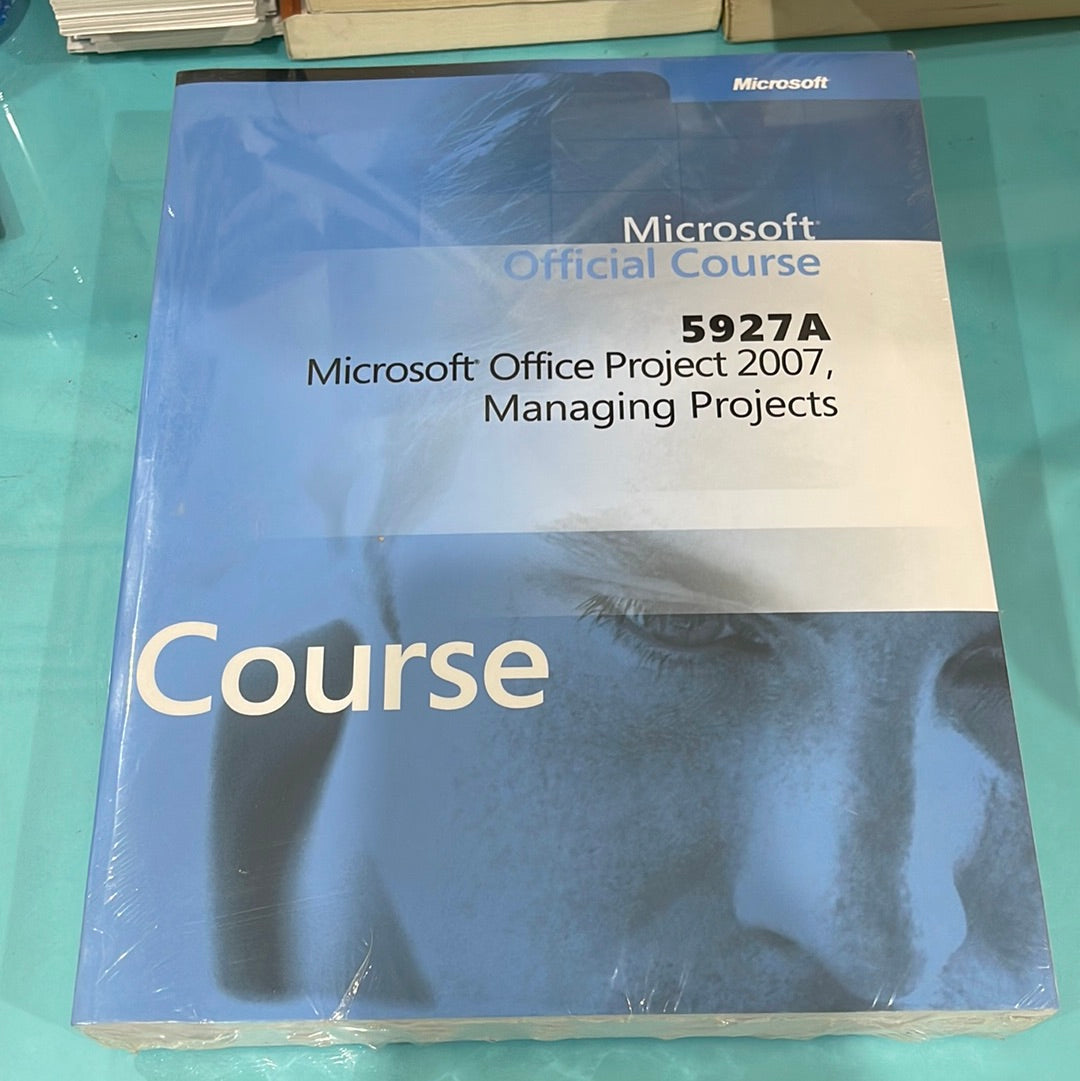 Microsoft
Microsoft®
Official Course
5927A
Microsoft® Office Project 2007,
Managing Projects
Course